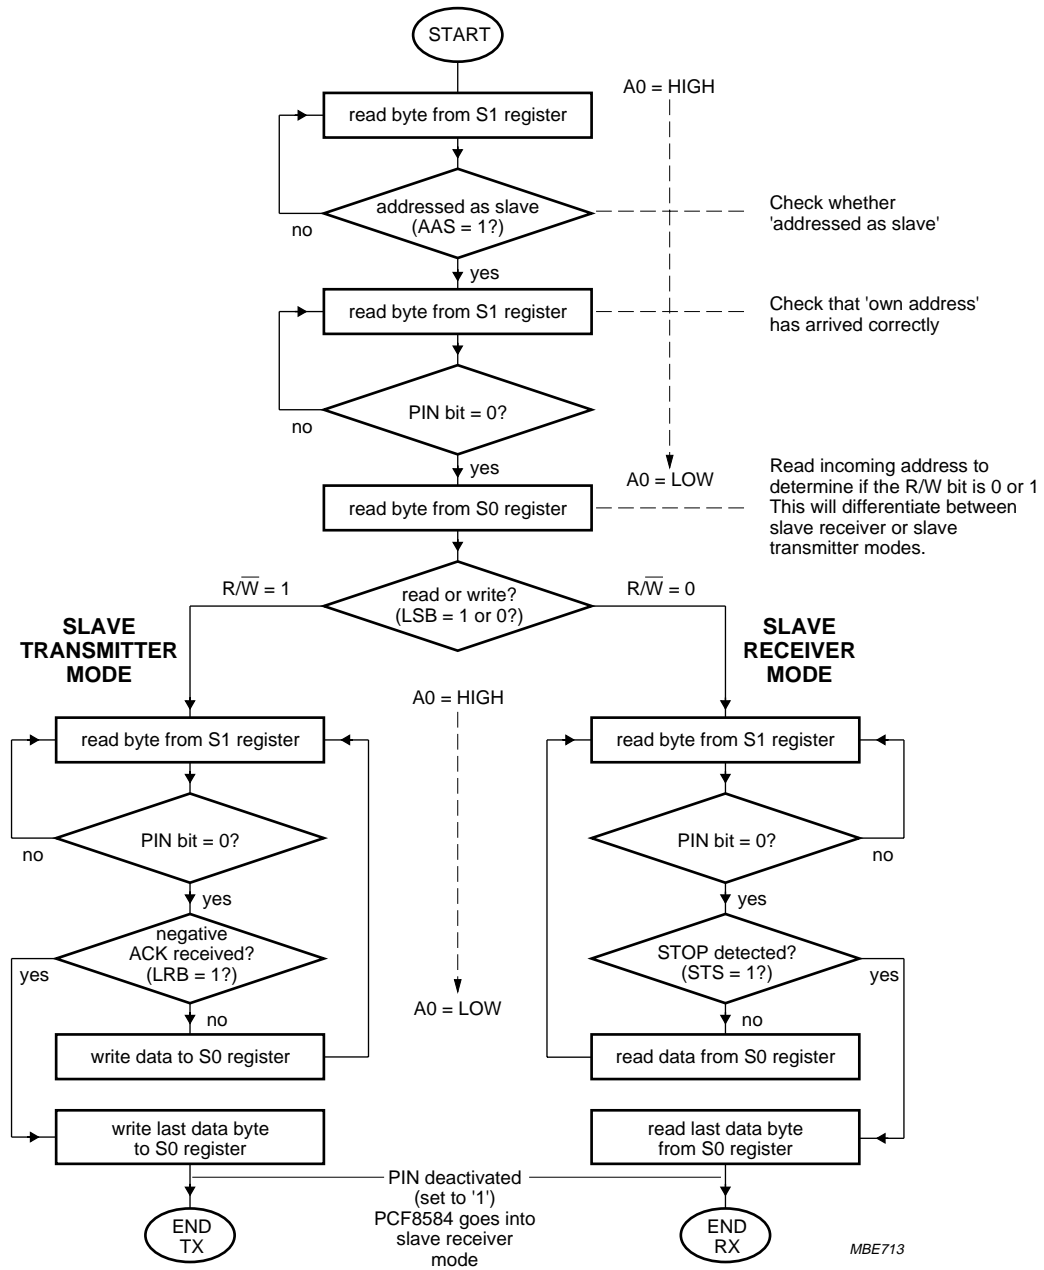 START
A0 = HIGH
read byte from S1 register
addressed as slave
(AAS = 1?)
Check whether
'addressed as slave'
no
yes
read byte from S1 register
Check that 'own address'
has arrived correctly
PIN bit = 0?
no
yes
A0 = LOW
read byte from S0 register
Read incoming address to
determine if the R/W bit is 0 or 1
This will differentiate between
slave receiver or slave
transmitter modes.
R/W̅ = 1
read or write?
(LSB = 1 or 0?)
R/W̅ = 0
SLAVE
TRANSMITTER
MODE
SLAVE
RECEIVER
MODE
A0 = HIGH
read byte from S1 register
read byte from S1 register
PIN bit = 0?
PIN bit = 0?
no
no
yes
yes
negative
ACK received?
(LRB = 1?)
STOP detected?
(STS = 1?)
yes
yes
A0 = LOW
no
no
write data to S0 register
read data from S0 register
write last data byte
to S0 register
read last data byte
from S0 register
PIN deactivated
(set to '1')
PCF8584 goes into
slave receiver
mode
END
TX
END
RX
MBE713